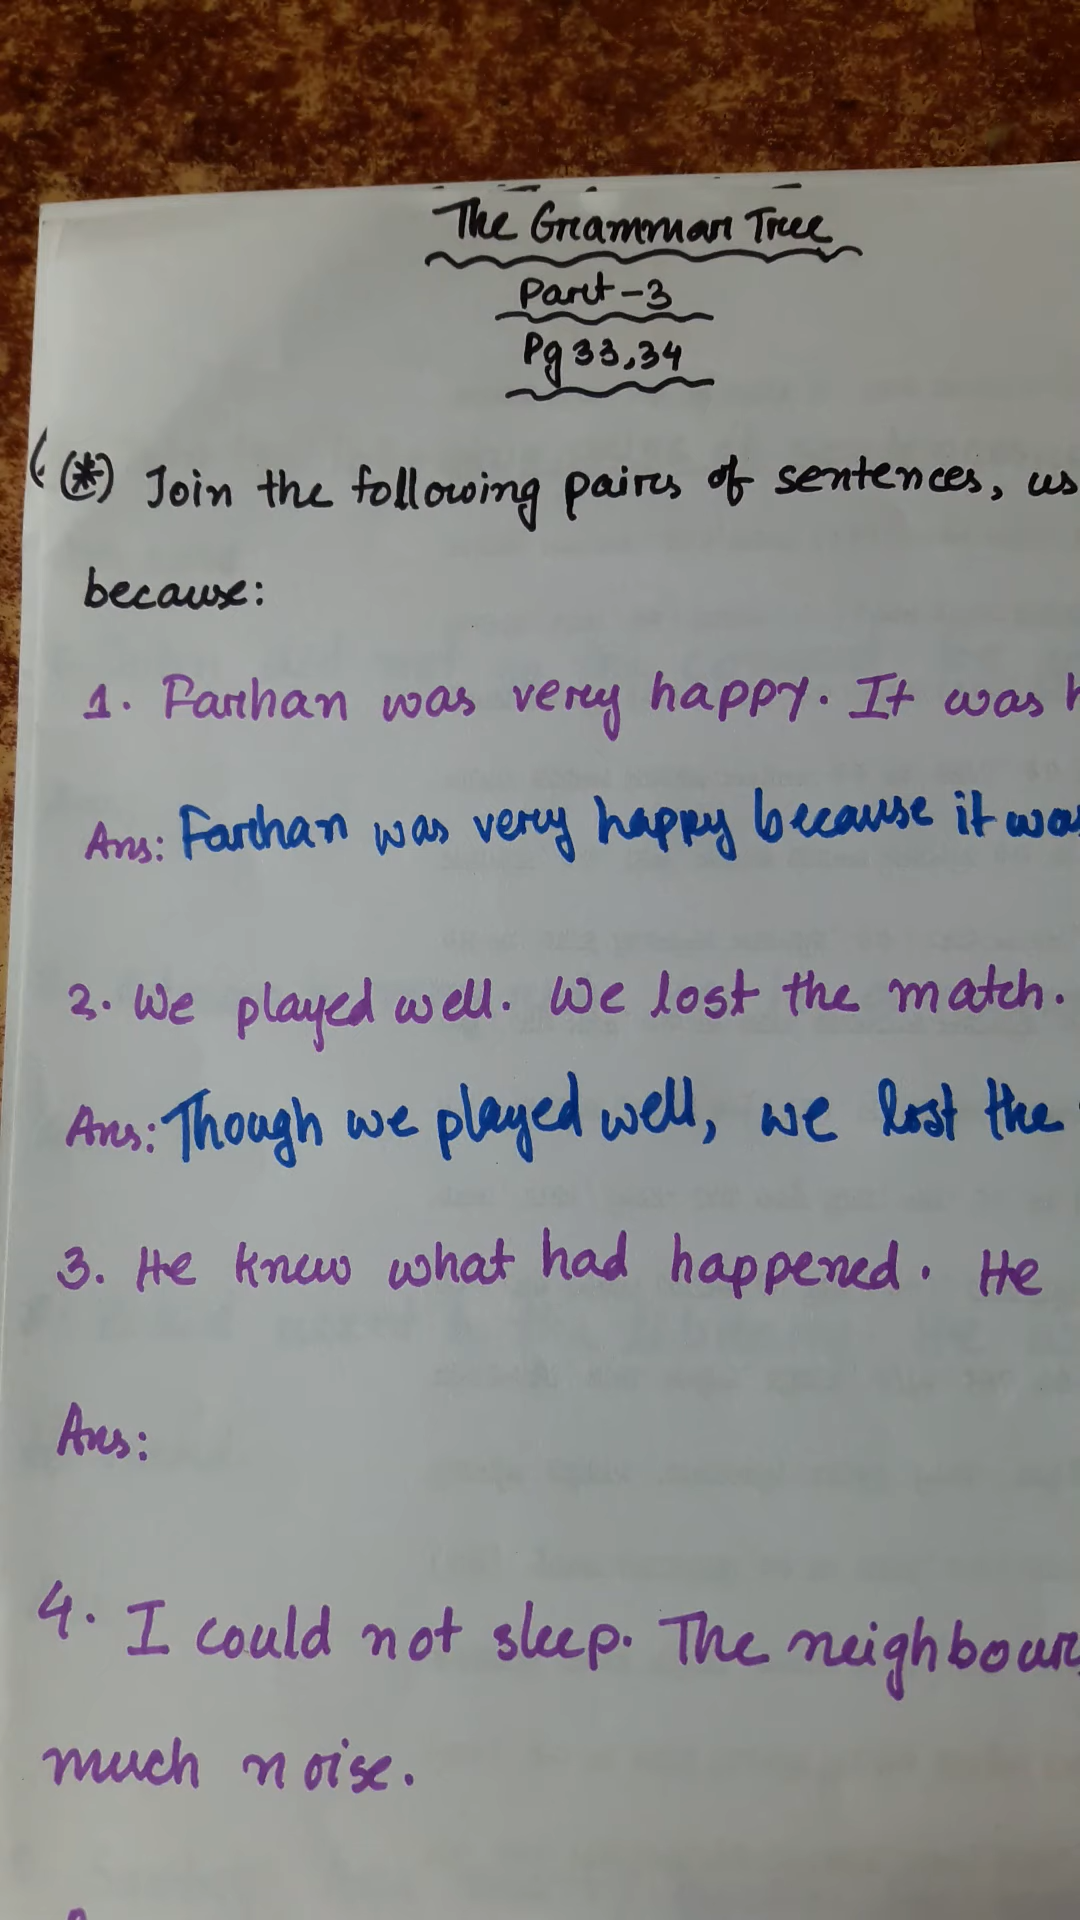 The Grammar Tree
Part-3
Pg 33,34
(*) Join the following pairs of sentences,
because:
1. Farhan was very happy. It was
Ans: Farhan was very happy because it was
2. We played well. We lost the match.
Ans: Though we played well, we lost the
3. He knew what had happened. He
Ans:
4. I could not sleep. The neighbour
much noise.